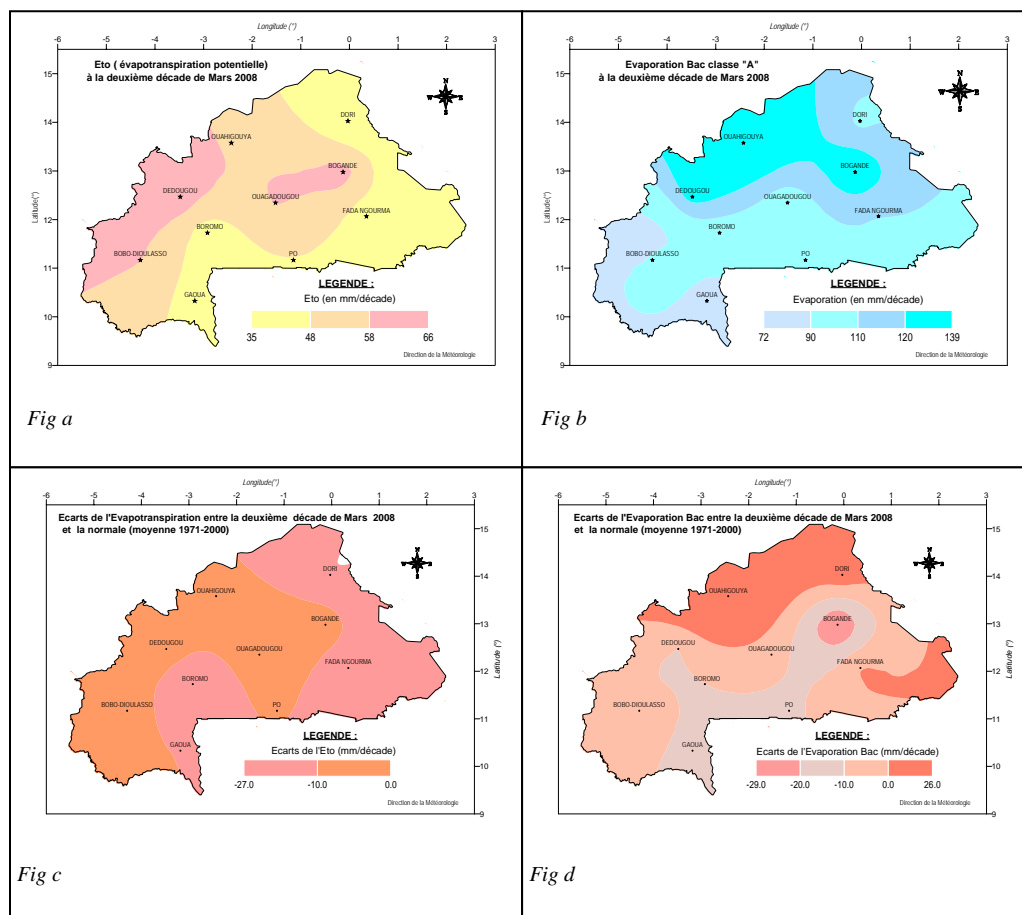 Longitude (°)
-6 -5 -4 -3 -2 -1 0 1 2 3
Eto ( évapotranspiration potentielle)
à la deuxième décade de Mars 2008
N
W E
S
15
14
13
12
11
10
9
Latitude(°)
DORI
OUAHIGOUYA
BOGANDE
DEDOUGOU
OUAGADOUGOU
FADA NGOURMA
BOROMO
BOBO-DIOULASSO
PO
GAOUA
LEGENDE :
Eto (en mm/décade)
35 48 58 66
Direction de la Météorologie
Fig a
Longitude (°)
-6 -5 -4 -3 -2 -1 0 1 2 3
Evaporation Bac classe "A"
à la deuxième décade de Mars 2008
N
W E
S
15
14
13
12
11
10
9
Latitude(°)
DORI
OUAHIGOUYA
BOGANDE
DEDOUGOU
OUAGADOUGOU
FADA NGOURMA
BOROMO
BOBO-DIOULASSO
PO
GAOUA
LEGENDE :
Evaporation (en mm/décade)
72 90 110 120 139
Direction de la Météorologie
Fig b
Longitude(°)
-6 -5 -4 -3 -2 -1 0 1 2 3
Ecarts de l'Evapotranspiration entre la deuxième décade de Mars 2008
et la normale (moyenne 1971-2000)
N
W E
S
15
14
13
12
11
10
9
Latitude (°)
DORI
OUAHIGOUYA
BOGANDE
DEDOUGOU
OUAGADOUGOU
FADA NGOURMA
BOROMO
BOBO-DIOULASSO
PO
GAOUA
LEGENDE :
Ecarts de l'Eto (mm/décade)
-27.0 -10.0 0.0
Direction de la Météorologie
Fig c
Longitude(°)
-6 -5 -4 -3 -2 -1 0 1 2 3
Ecarts de l'Evaporation Bac entre la deuxième décade de Mars 2008
et la normale (moyenne 1971-2000)
N
W E
S
15
14
13
12
11
10
9
Latitude (°)
DORI
OUAHIGOUYA
BOGANDE
DEDOUGOU
OUAGADOUGOU
FADA NGOURMA
BOROMO
BOBO-DIOULASSO
PO
GAOUA
LEGENDE :
Ecarts de l'Evaporation Bac (mm/décade)
-29.0 -20.0 -10.0 0.0 26.0
Direction de la Météorologie
Fig d